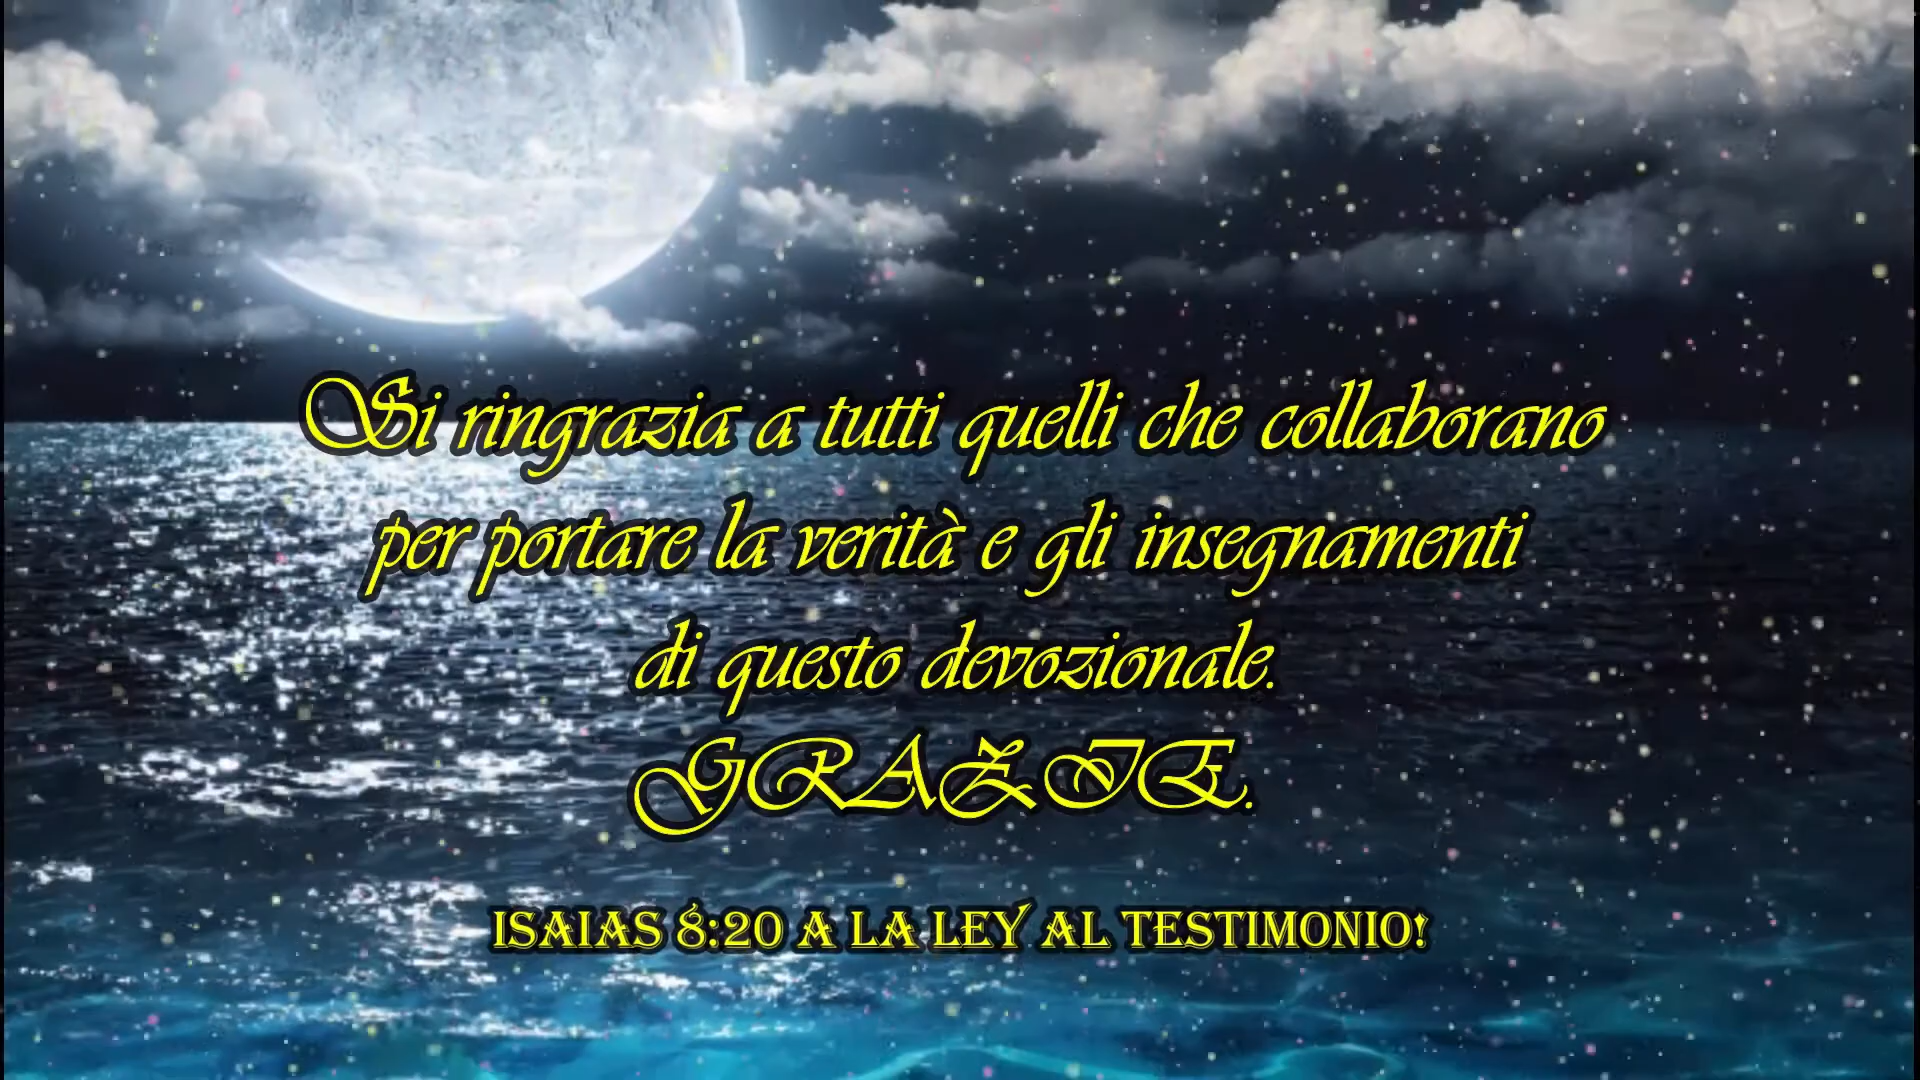 Si ringrazia a tutti quelli che collaborano
per portare la verità e gli insegnamenti
di questo devozionale.
GRAZIE.
ISAIAS 8:20 A LA LEY AL TESTIMONIO!